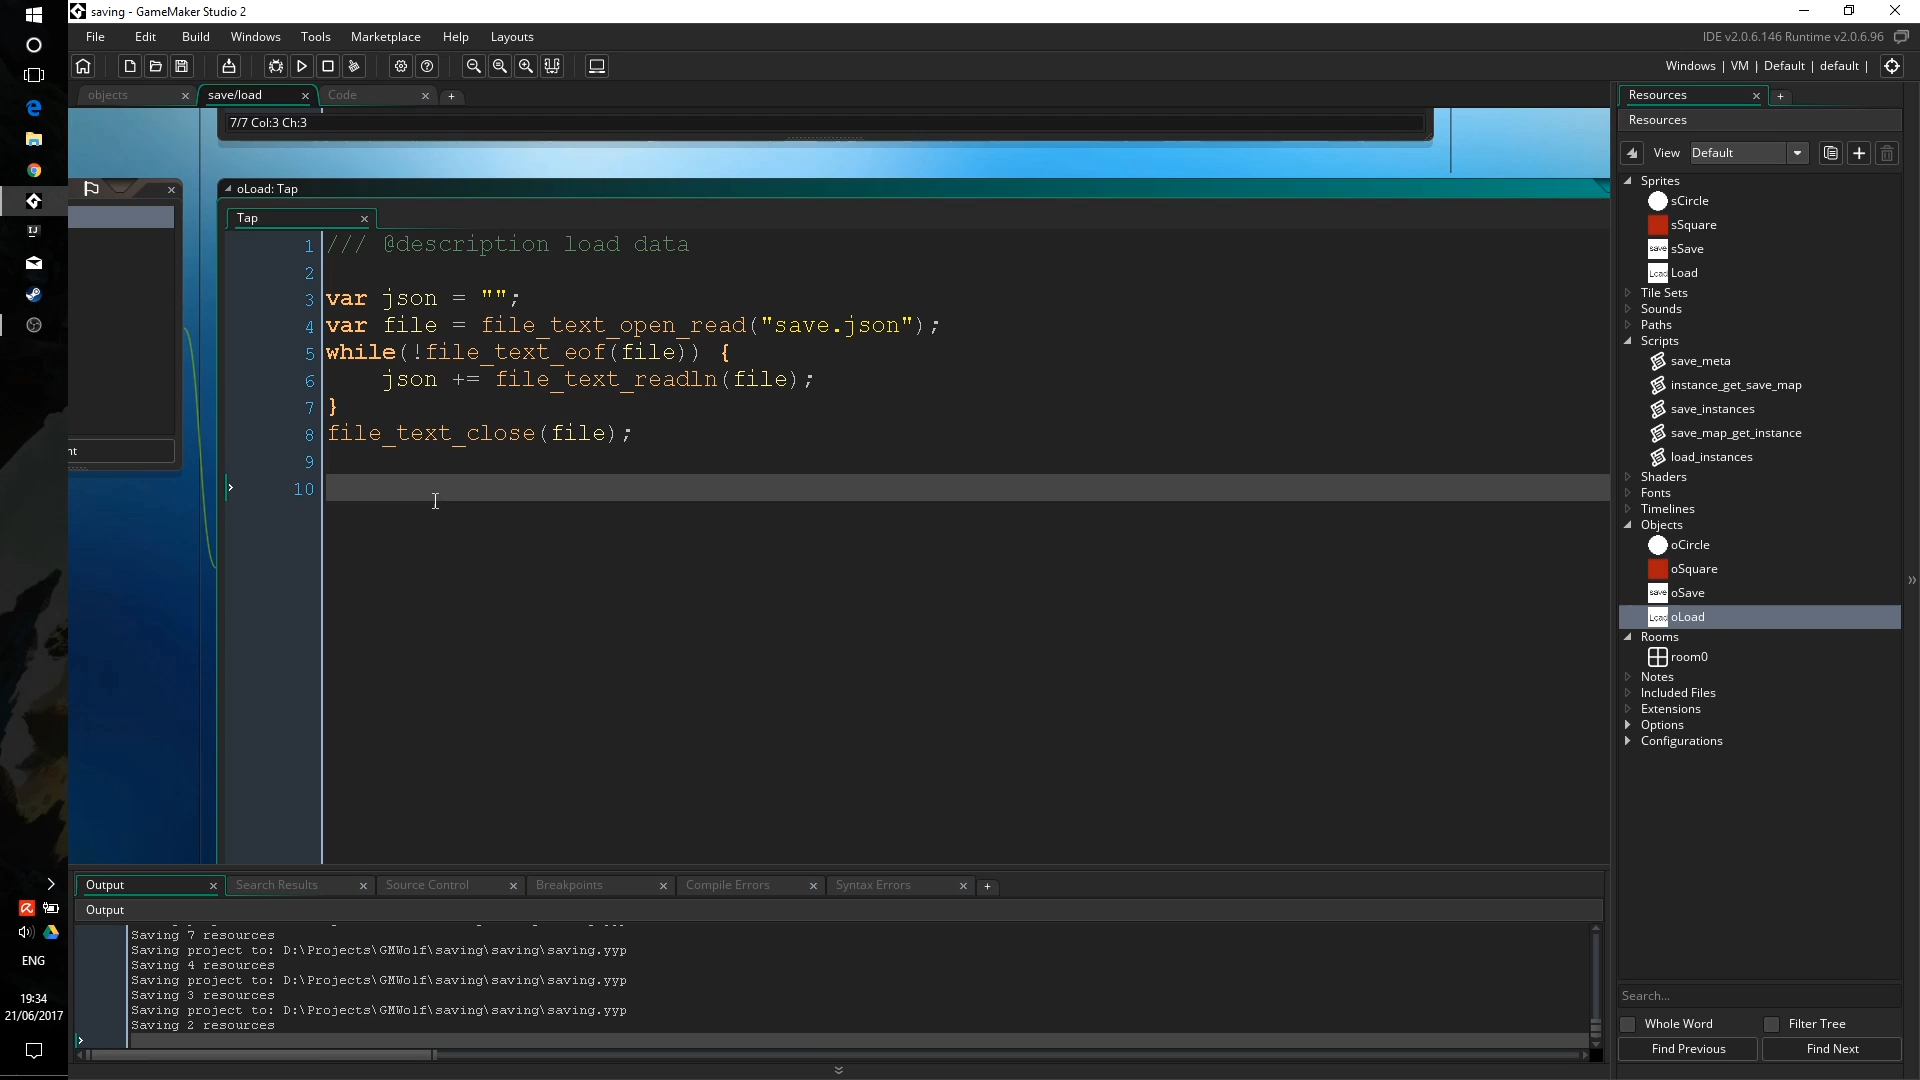 saving - GameMaker Studio 2
File Edit Build Windows Tools Marketplace Help Layouts
IDE v2.0.6.146 Runtime v2.0.6.96
Windows | VM | Default | default |
objects
save/load
Code
Resources
Resources
View Default
7/7 Col:3 Ch:3
oLoad: Tap
Tap
1 /// @description load data
2
3 var json = "";
4 var file = file_text_open_read("save.json");
5 while(!file_text_eof(file)) {
6 json += file_text_readln(file);
7 }
8 file_text_close(file);
9
10
nt
Sprites
sCircle
sSquare
save sSave
Load Load
Tile Sets
Sounds
Paths
Scripts
save_meta
instance_get_save_map
save_instances
save_map_get_instance
load_instances
Shaders
Fonts
Timelines
Objects
oCircle
oSquare
save oSave
Load oLoad
Rooms
room0
Notes
Included Files
Extensions
Options
Configurations
Search...
Whole Word
Filter Tree
Find Previous
Find Next
Output
Search Results
Source Control
Breakpoints
Compile Errors
Syntax Errors
Output
Saving 7 resources
Saving project to: D:\Projects\GMWolf\saving\saving\saving.yyp
Saving 4 resources
Saving project to: D:\Projects\GMWolf\saving\saving\saving.yyp
Saving 3 resources
Saving project to: D:\Projects\GMWolf\saving\saving\saving.yyp
Saving 2 resources
IJ
ENG
19:34
21/06/2017